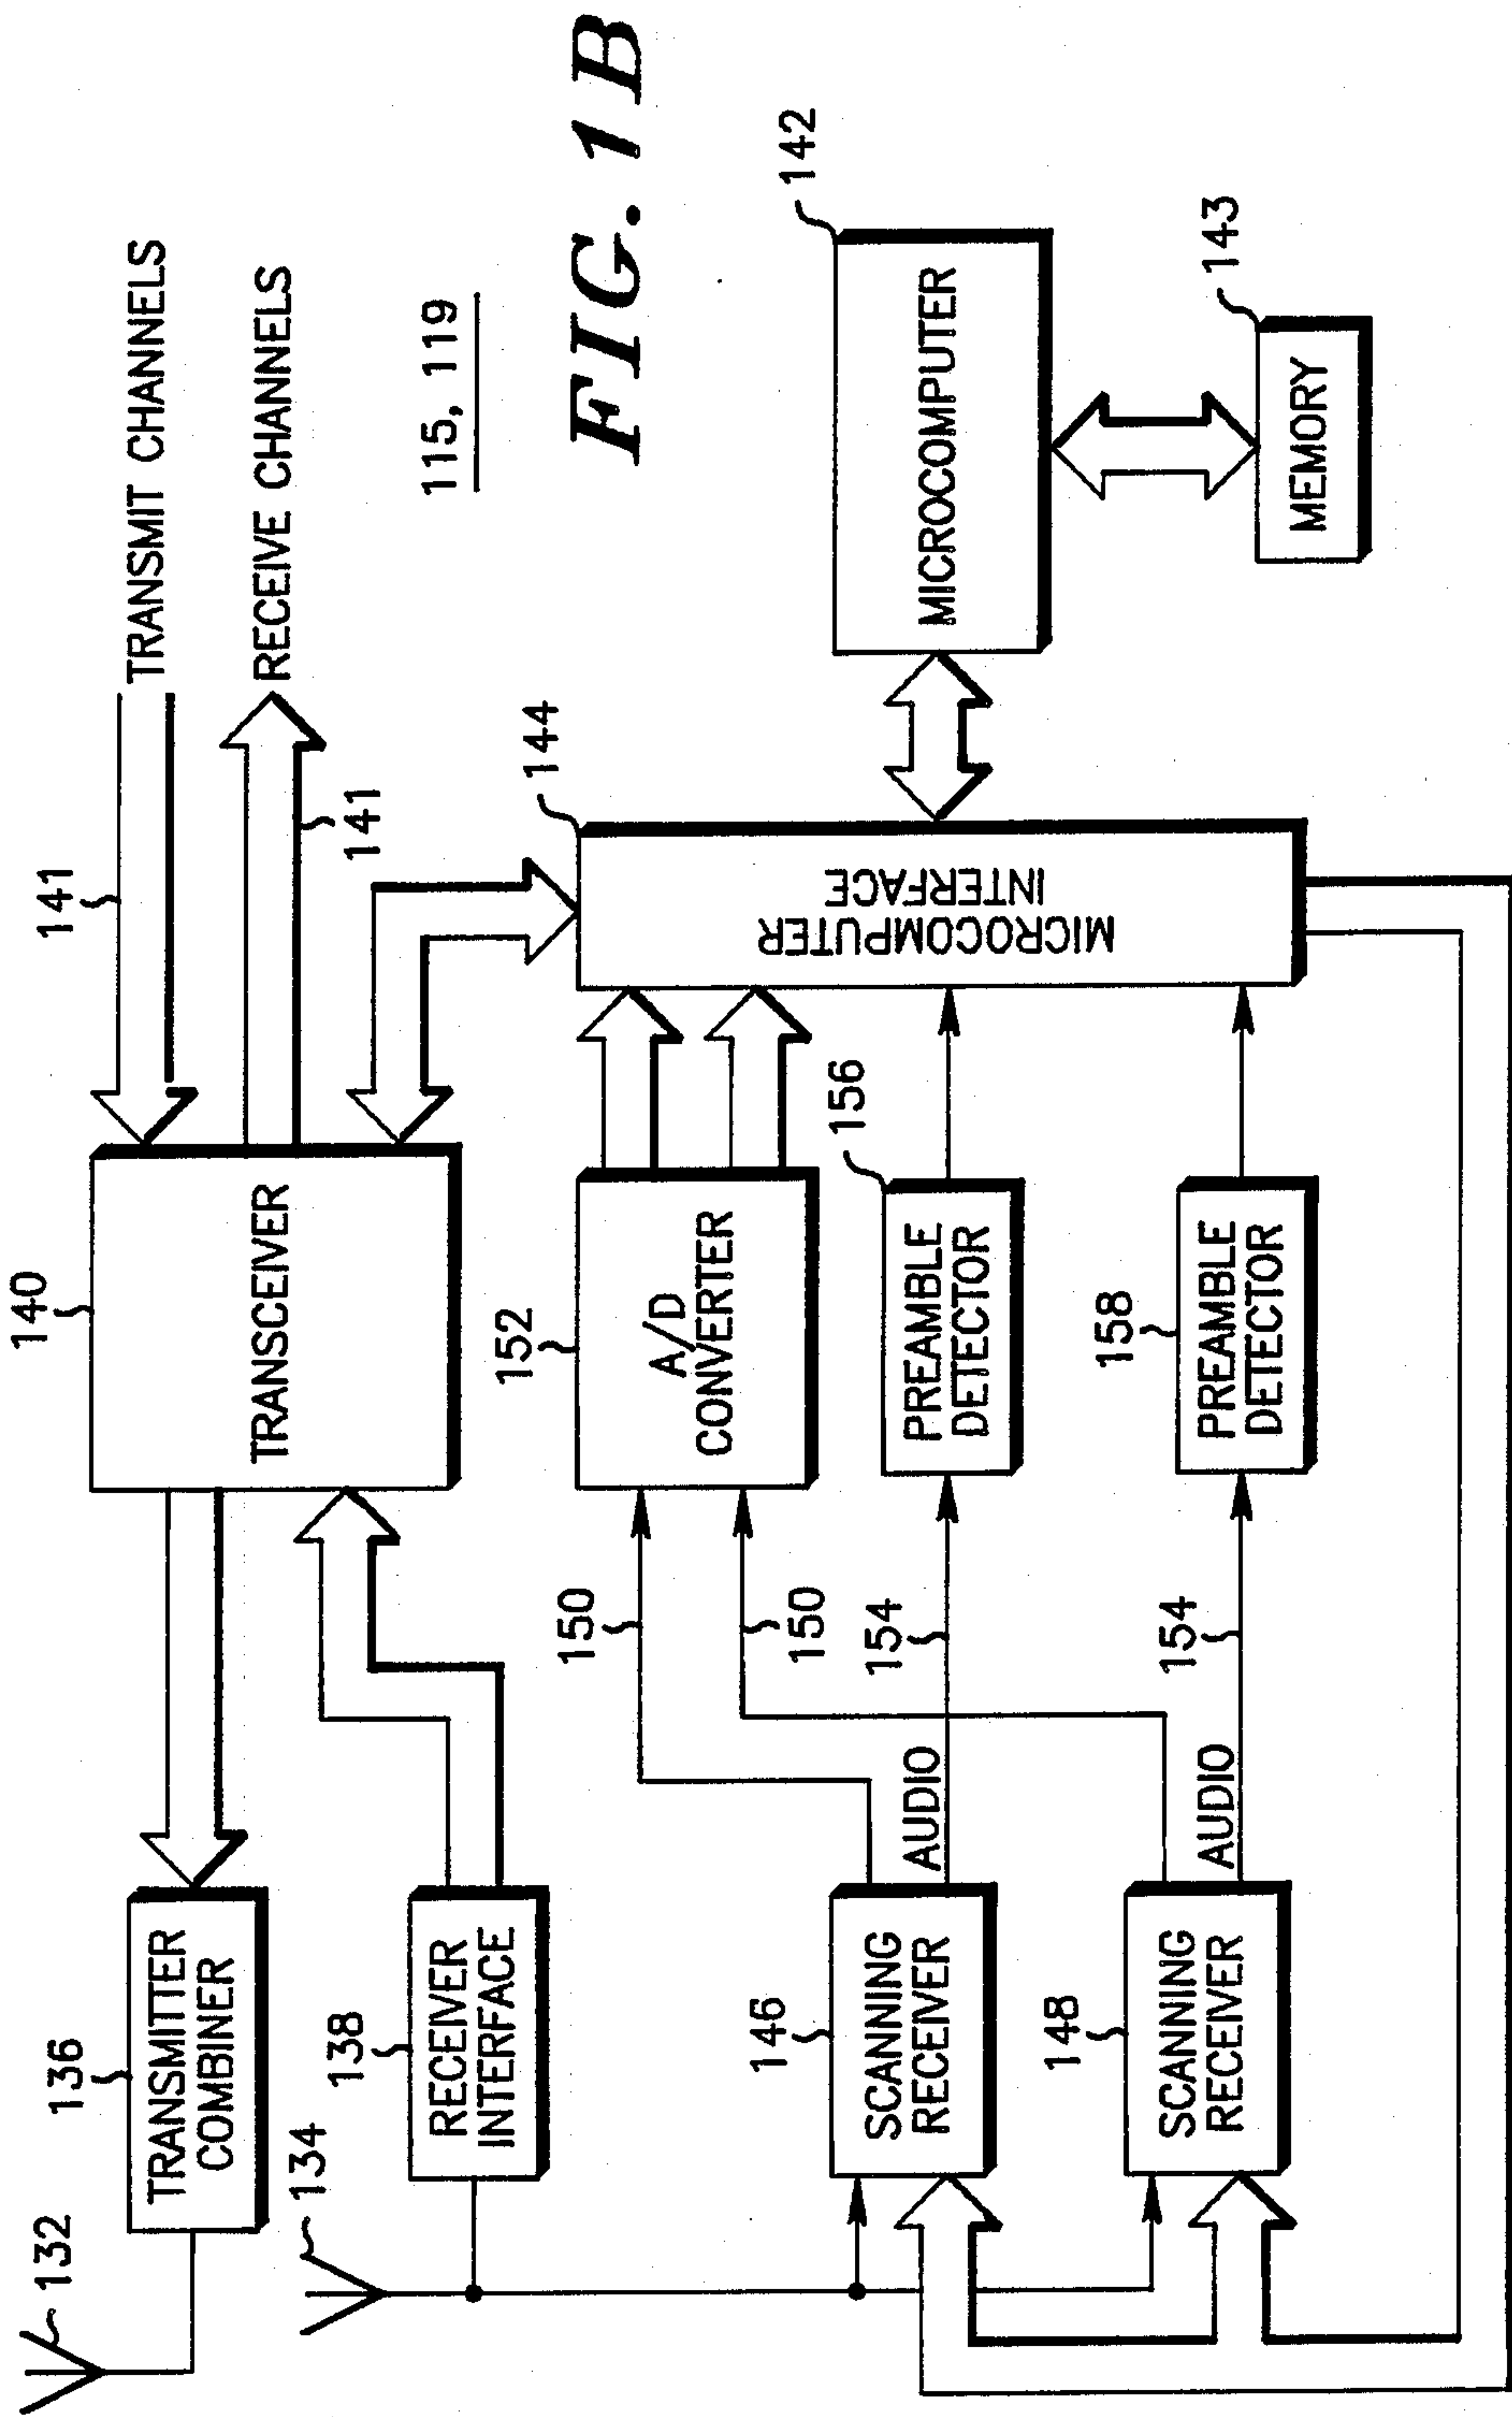 132
136
TRANSMITTER
COMBINER
134
138
RECEIVER
INTERFACE
140
TRANSCEIVER
141
TRANSMIT CHANNELS
RECEIVE CHANNELS
141
115, 119
FIG. 1B
146
SCANNING
RECEIVER
AUDIO
148
SCANNING
RECEIVER
AUDIO
150
150
154
154
152
A/D
CONVERTER
156
PREAMBLE
DETECTOR
158
PREAMBLE
DETECTOR
144
MICROCOMPUTER
INTERFACE
142
MICROCOMPUTER
143
MEMORY